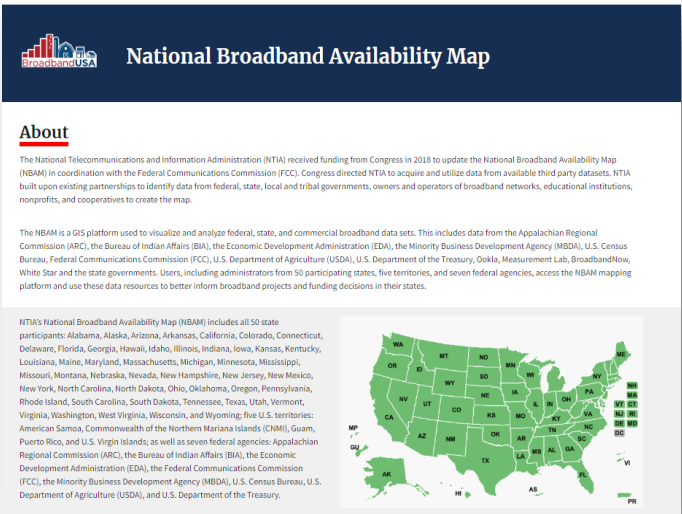 BroadbandUSA
National Broadband Availability Map
About
The National Telecommunications and Information Administration (NTIA) received funding from Congress in 2018 to update the National Broadband Availability Map
(NBAM) in coordination with the Federal Communications Commission (FCC). Congress directed NTIA to acquire and utilize data from available third party datasets. NTIA
built upon existing partnerships to identify data from federal, state, local and tribal governments, owners and operators of broadband networks, educational institutions,
nonprofits, and cooperatives to create the map.
The NBAM is a GIS platform used to visualize and analyze federal, state, and commercial broadband data sets. This includes data from the Appalachian Regional
Commission (ARC), the Bureau of Indian Affairs (BIA), the Economic Development Administration (EDA), the Minority Business Development Agency (MBDA), U.S. Census
Bureau, Federal Communications Commission (FCC), U.S. Department of Agriculture (USDA), U.S. Department of the Treasury, Ookla, Measurement Lab, BroadbandNow,
White Star and the state governments. Users, including administrators from 50 participating states, five territories, and seven federal agencies, access the NBAM mapping
platform and use these data resources to better inform broadband projects and funding decisions in their states.
NTIA's National Broadband Availability Map (NBAM) includes all 50 state
participants: Alabama, Alaska, Arizona, Arkansas, California, Colorado, Connecticut,
Delaware, Florida, Georgia, Hawaii, Idaho, Illinois, Indiana, Iowa, Kansas, Kentucky,
Louisiana, Maine, Maryland, Massachusetts, Michigan, Minnesota, Mississippi,
Missouri, Montana, Nebraska, Nevada, New Hampshire, New Jersey, New Mexico,
New York, North Carolina, North Dakota, Ohio, Oklahoma, Oregon, Pennsylvania,
Rhode Island, South Carolina, South Dakota, Tennessee, Texas, Utah, Vermont,
Virginia, Washington, West Virginia, Wisconsin, and Wyoming; five U.S. territories:
American Samoa, Commonwealth of the Northern Mariana Islands (CNMI), Guam,
Puerto Rico, and U.S. Virgin Islands; as well as seven federal agencies: Appalachian
Regional Commission (ARC), the Bureau of Indian Affairs (BIA), the Economic
Development Administration (EDA), the Federal Communications Commission
(FCC), the Minority Business Development Agency (MBDA), U.S. Census Bureau, U.S.
Department of Agriculture (USDA), and U.S. Department of the Treasury.
WA MT ND MN ME
OR ID SD WI NY
WY NE IA PA NH
NV UT CO IL IN OH MA
CA KS MO KY VA VT CT
AZ NM OK AR TN NC NJ RI
TX LA MS AL GA SC DE MD
MP DC
GU FL
AK HI AS VI
PR